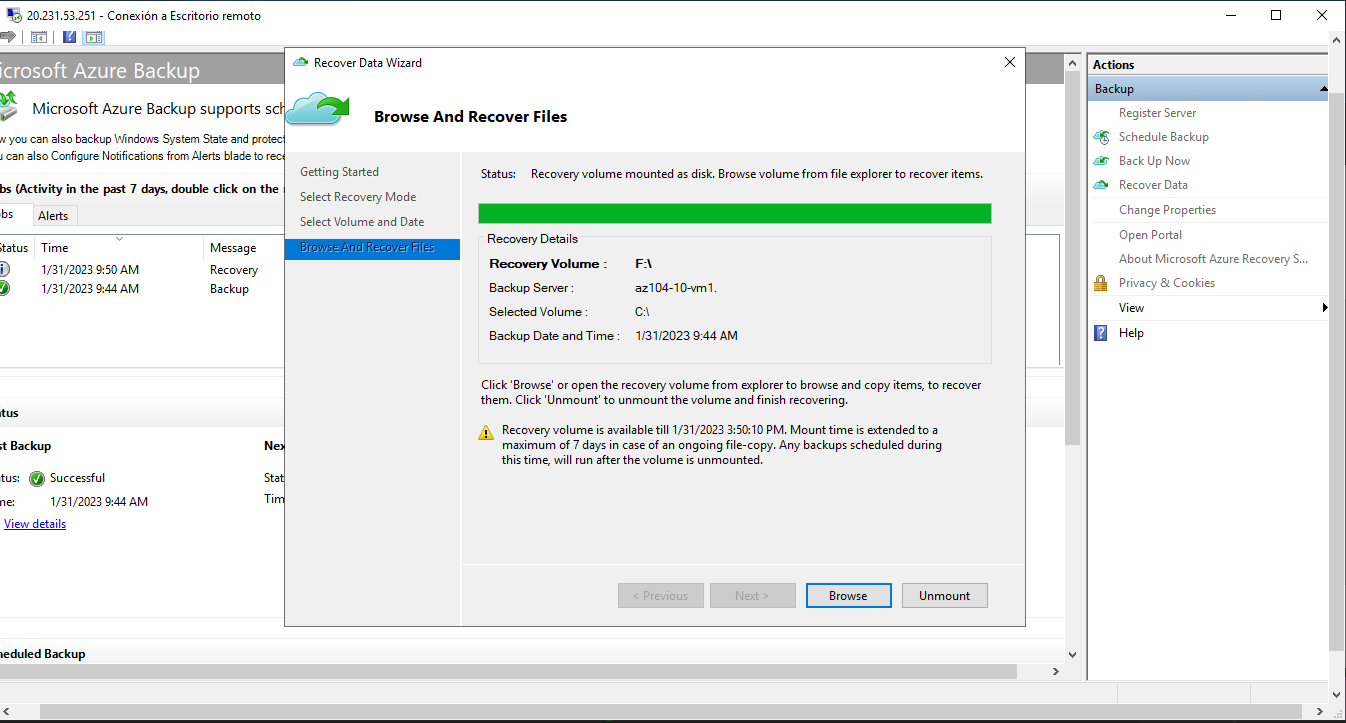 20.231.53.251 - Conexión a Escritorio remoto
icrosoft Azure Backup
Microsoft Azure Backup supports sch
w you can also backup Windows System State and protect
u can also Configure Notifications from Alerts blade to rece
bs (Activity in the past 7 days, double click on the
bs
Alerts
Status
Time
Message
1/31/2023 9:50 AM
Recovery
1/31/2023 9:44 AM
Backup
tus
st Backup
Nex
tus:
Successful
Stat
me:
1/31/2023 9:44 AM
Tim
View details
heduled Backup
Recover Data Wizard
Browse And Recover Files
Getting Started
Select Recovery Mode
Select Volume and Date
Browse And Recover Files
Status: Recovery volume mounted as disk. Browse volume from file explorer to recover items.
Recovery Details
Recovery Volume : F:\
Backup Server : az104-10-vm1.
Selected Volume : C:\
Backup Date and Time : 1/31/2023 9:44 AM
Click 'Browse' or open the recovery volume from explorer to browse and copy items, to recover
them. Click 'Unmount' to unmount the volume and finish recovering.
Recovery volume is available till 1/31/2023 3:50:10 PM. Mount time is extended to a
maximum of 7 days in case of an ongoing file-copy. Any backups scheduled during
this time, will run after the volume is unmounted.
< Previous
Next >
Browse
Unmount
Actions
Backup
Register Server
Schedule Backup
Back Up Now
Recover Data
Change Properties
Open Portal
About Microsoft Azure Recovery S...
Privacy & Cookies
View
Help